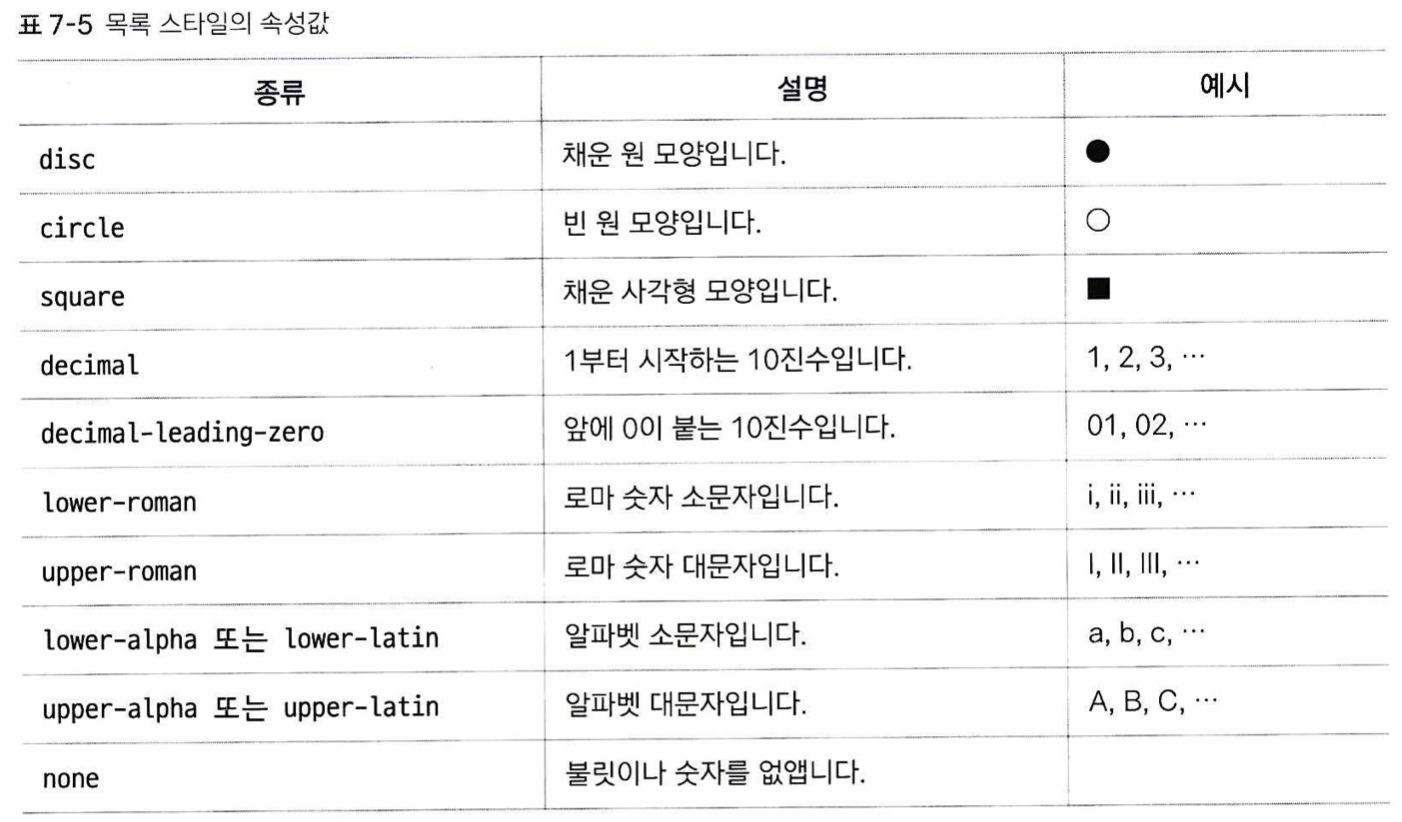 표 7-5 목록 스타일의 속성값
종류 설명 예시
disc 채운 원 모양입니다. ●
circle 빈 원 모양입니다. ○
square 채운 사각형 모양입니다. ■
decimal 1부터 시작하는 10진수입니다. 1, 2, 3, …
decimal-leading-zero 앞에 0이 붙는 10진수입니다. 01, 02, …
lower-roman 로마 숫자 소문자입니다. i, ii, iii, …
upper-roman 로마 숫자 대문자입니다. I, II, III, …
lower-alpha 또는 lower-latin 알파벳 소문자입니다. a, b, c, …
upper-alpha 또는 upper-latin 알파벳 대문자입니다. A, B, C, …
none 불릿이나 숫자를 없앱니다.